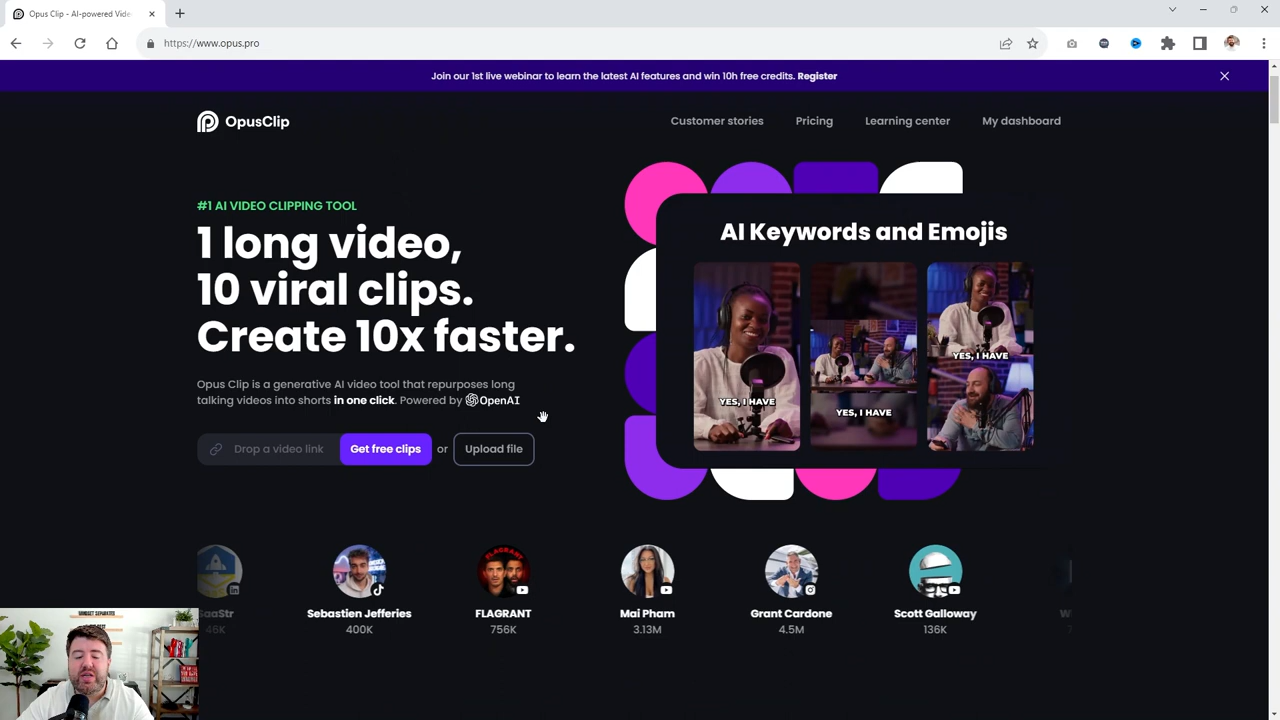 Opus Clip - AI-powered Vide
https://www.opus.pro
Join our 1st live webinar to learn the latest AI features and win 10h free credits. Register
OpusClip
Customer stories
Pricing
Learning center
My dashboard
#1 AI VIDEO CLIPPING TOOL
1 long video,
10 viral clips.
Create 10x faster.
Opus Clip is a generative AI video tool that repurposes long
talking videos into shorts in one click. Powered by OpenAI
Drop a video link
Get free clips
or
Upload file
AI Keywords and Emojis
YES, I HAVE
YES, I HAVE
YES, I HAVE
SaaStr
46K
Sebastien Jefferies
400K
FLAGRANT
FLAGRANT
756K
Mai Pham
3.13M
Grant Cardone
4.5M
Scott Galloway
136K